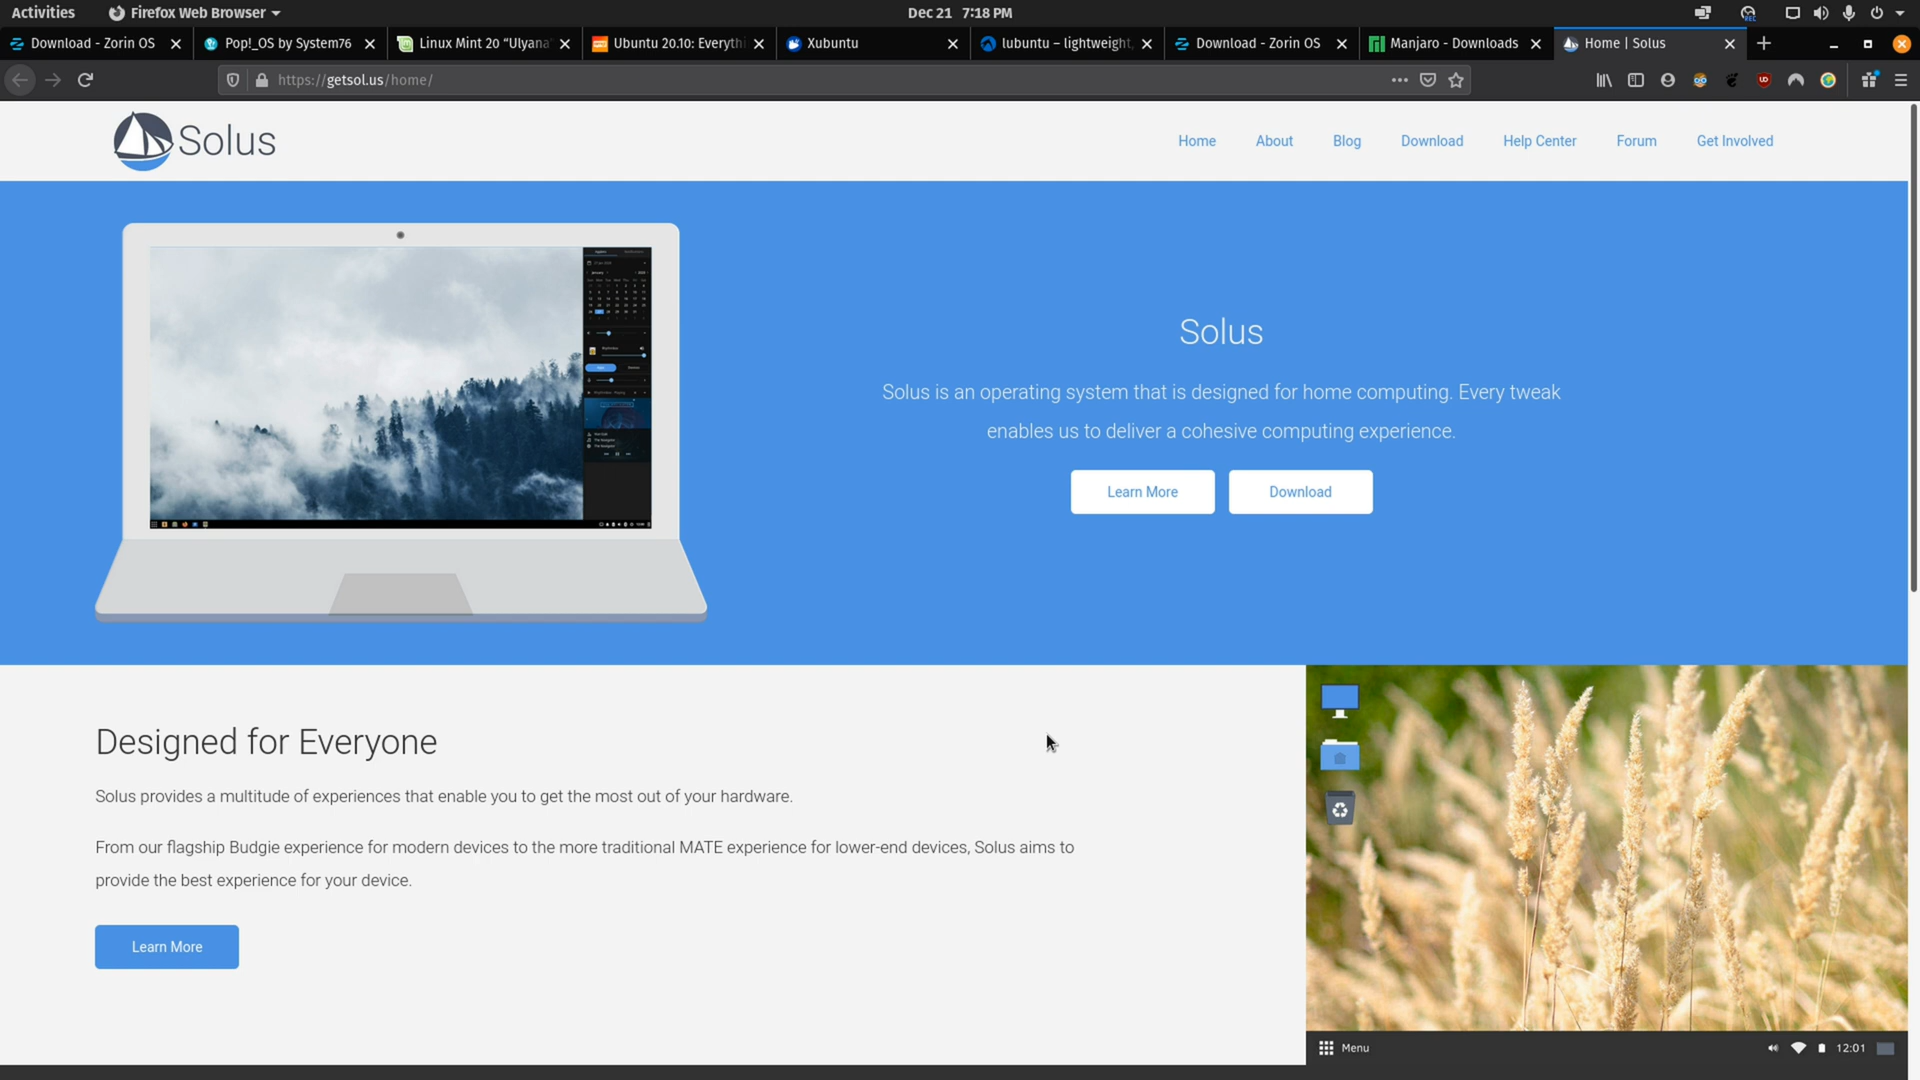 Activities
Firefox Web Browser
Dec 21 7:18 PM
Download - Zorin OS
Pop!_OS by System76
Linux Mint 20 “Ulyana
Ubuntu 20.10: Everythi
Xubuntu
lubuntu – lightweight,
Download - Zorin OS
Manjaro - Downloads
Home | Solus
https://getsol.us/home/
Solus
Home
About
Blog
Download
Help Center
Forum
Get Involved
Solus
Solus is an operating system that is designed for home computing. Every tweak
enables us to deliver a cohesive computing experience.
Learn More
Download
Designed for Everyone
Solus provides a multitude of experiences that enable you to get the most out of your hardware.
From our flagship Budgie experience for modern devices to the more traditional MATE experience for lower-end devices, Solus aims to
provide the best experience for your device.
Learn More
Menu
12:01